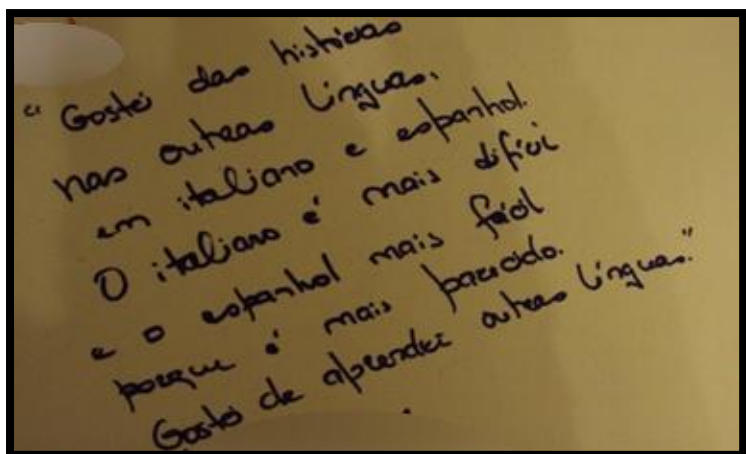 "Gostei das histórias
nas outras línguas,
em italiano e espanhol.
O italiano é mais difícil
e o espanhol mais fácil
porque é mais parecido.
Gostei de aprender outras línguas."